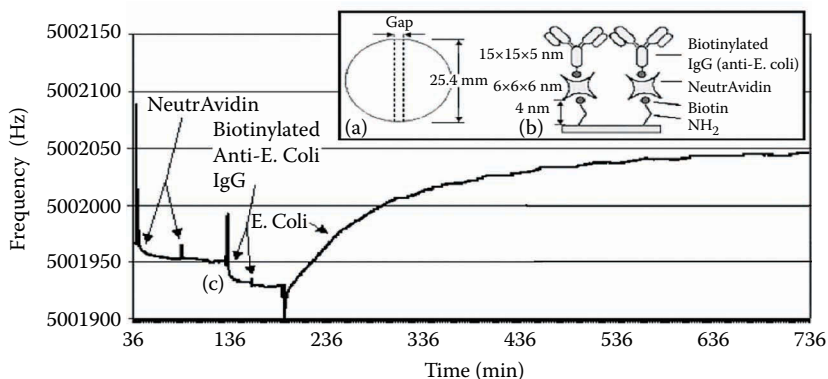 5002150
5002100
5002050
5002000
5001950
5001900
Frequency (Hz)
36
136
236
336
436
536
636
736
Time (min)
NeutrAvidin
Biotinylated
Anti-E. Coli
IgG
E. Coli
(c)
Gap
25.4 mm
(a)
15×15×5 nm
6×6×6 nm
4 nm
(b)
Biotinylated
IgG (anti-E. coli)
NeutrAvidin
Biotin
NH₂